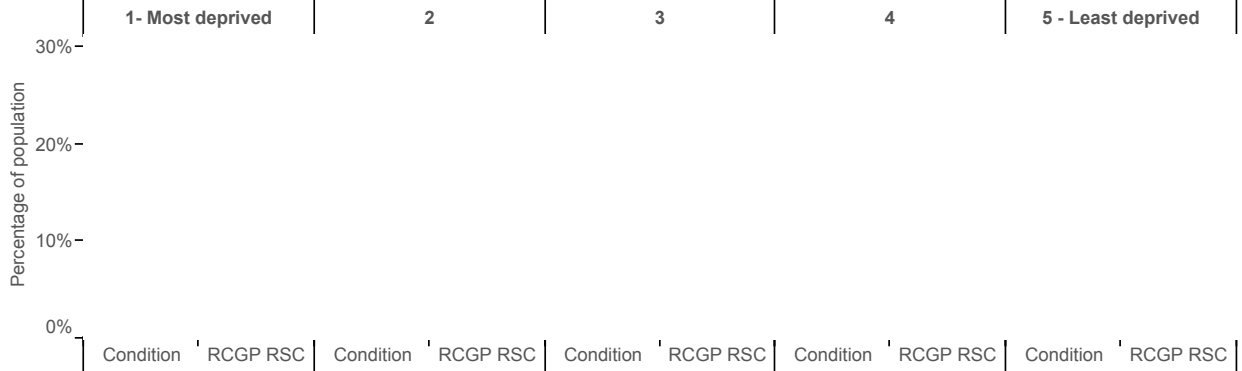 1- Most deprived 2 3 4 5 - Least deprived
30%
20%
10%
0%
Percentage of population
Condition RCGP RSC Condition RCGP RSC Condition RCGP RSC Condition RCGP RSC Condition RCGP RSC